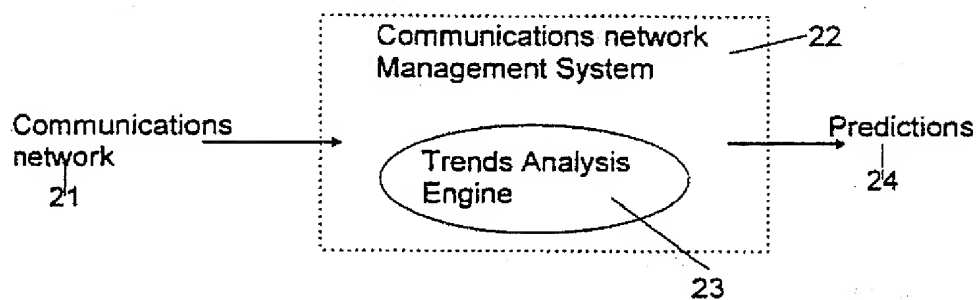 Communications network
Management System
22
Communications
network
21
Trends Analysis
Engine
23
Predictions
24